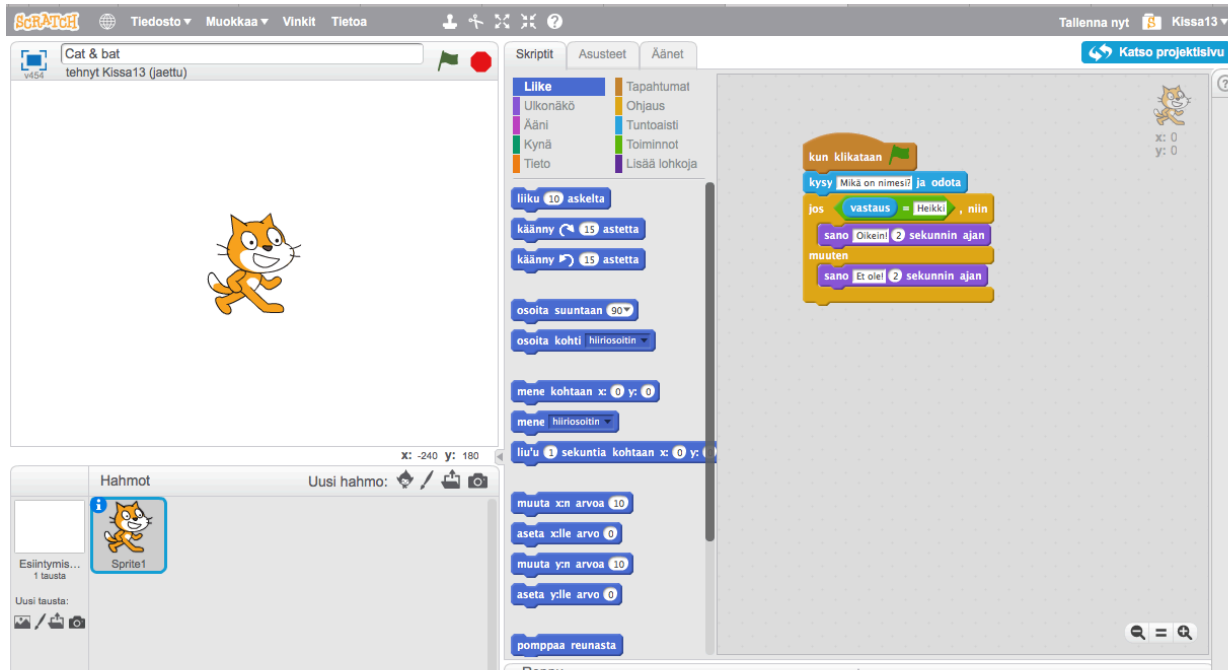 SCRATCH Tiedosto Muokkaa Vinkit Tietoa Tallenna nyt S Kissa13
v454
Cat & bat
tehnyt Kissa13 (jaettu)
Skriptit Asusteet Äänet
Katso projektisivu
Liike Tapahtumat
Ulkonäkö Ohjaus
Ääni Tuntoaisti
Kynä Toiminnot
Tieto Lisää lohkoja
liiku 10 askelta
käänny 15 astetta
käänny 15 astetta
osoita suuntaan 90
osoita kohti hiiriosoitin
mene kohtaan x: 0 y: 0
mene hiiriosoitin
liu'u 1 sekuntia kohtaan x: 0 y:
muuta x:n arvoa 10
aseta x:lle arvo 0
muuta y:n arvoa 10
aseta y:lle arvo 0
pomppaa reunasta
kun klikataan
kysy Mikä on nimesi? ja odota
jos vastaus = Heikki , niin
sano Oikein! 2 sekunnin ajan
muuten
sano Et ole! 2 sekunnin ajan
x: 0
y: 0
x: -240 y: 180
Hahmot Uusi hahmo:
Sprite1
Esiintymis...
1 tausta
Uusi tausta: